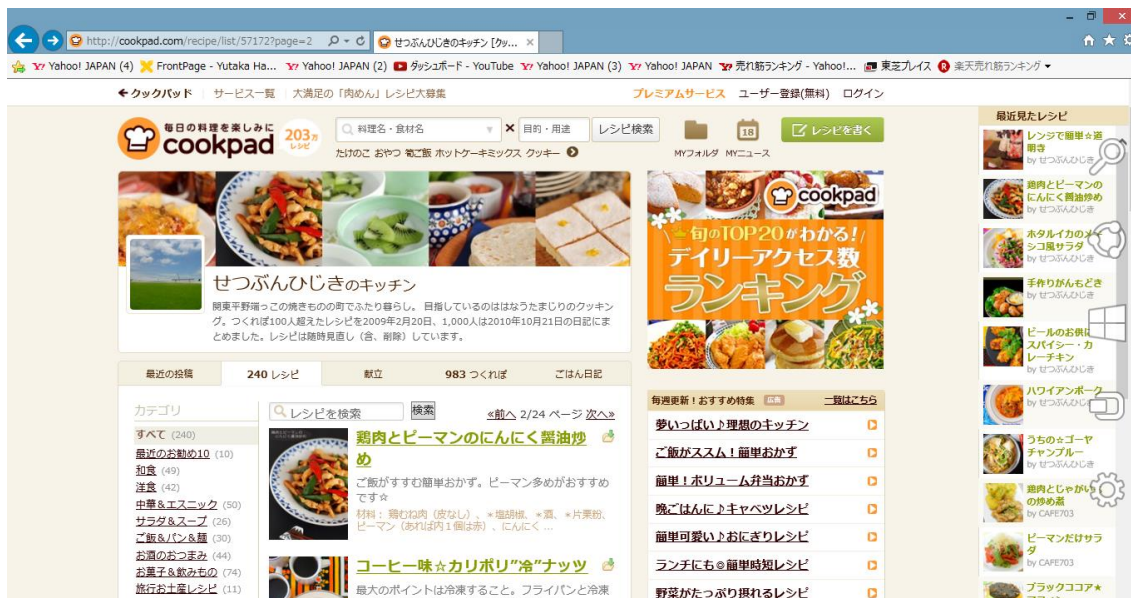 http://cookpad.com/recipe/list/57172?page=2
せつぶんひじきのキッチン [クッ...
Yahoo! JAPAN (4) FrontPage - Yutaka Ha... Yahoo! JAPAN (2) ダッシュボード - YouTube Yahoo! JAPAN (3) Yahoo! JAPAN 売れ筋ランキング - Yahoo!... 東芝プレイス 楽天売れ筋ランキング
クックパッド サービス一覧 大満足の「肉めん」レシピ大募集
プレミアムサービス ユーザー登録(無料) ログイン
毎日の料理を楽しみに
cookpad
203万
レシピ
料理名・食材名 × 目的・用途 レシピ検索
たけのこ おやつ 筍ご飯 ホットケーキミックス クッキー
MYフォルダ
18
MYニュース
レシピを書く
せつぶんひじきのキッチン
関東平野端っこの焼きものの町でふたり暮らし。 目指しているのははなうたまじりのクッキン
グ。つくれぽ100人超えたレシピを2009年2月20日、1,000人は2010年10月21日の日記にま
とめました。レシピは随時見直し（含、削除）しています。
最近の投稿 240 レシピ 献立 983 つくれぽ ごはん日記
カテゴリ
すべて (240)
最近のお勧め10 (10)
和食 (49)
洋食 (42)
中華&エスニック (50)
サラダ&スープ (26)
ご飯&パン&麺 (30)
お酒のおつまみ (44)
お菓子&飲みもの (74)
旅行お土産レシピ (11)
レシピを検索 検索 «前へ 2/24 ページ 次へ»
鶏肉とピーマンのにんにく醤油炒
め
ご飯がすすむ簡単おかず。ピーマン多めがおすすめ
です☆
材料： 鶏むね肉（皮なし）、＊塩胡椒、＊酒、＊片栗粉、
ピーマン（あれば内１個は赤）、にんにく ...
コーヒー味☆カリポリ”冷”ナッツ
最大のポイントは冷凍すること。フライパンと冷凍
cookpad
旬のTOP20がわかる!
デイリーアクセス数
ランキング
毎週更新！おすすめ特集 広告 一覧はこちら
夢いっぱい♪理想のキッチン
ご飯がススム！簡単おかず
簡単！ボリューム弁当おかず
晩ごはんに♪キャベツレシピ
簡単可愛い♪おにぎりレシピ
ランチにも◎簡単時短レシピ
野菜がたっぷり摂れるレシピ
最近見たレシピ
レンジで簡単☆道
明寺
by せつぶんひじき
鶏肉とピーマンの
にんにく醤油炒め
by せつぶんひじき
ホタルイカのメキ
シコ風サラダ
by せつぶんひじき
手作りがんもどき
by せつぶんひじき
ビールのお供に
スパイシー・カ
レーチキン
by せつぶんひじき
ハワイアンポーク
by せつぶんひじき
うちの☆ゴーヤ
チャンプルー
by せつぶんひじき
鶏肉とじゃがいも
の炒め煮
by CAFE703
ピーマンだけサラ
ダ
by CAFE703
ブラックココア★